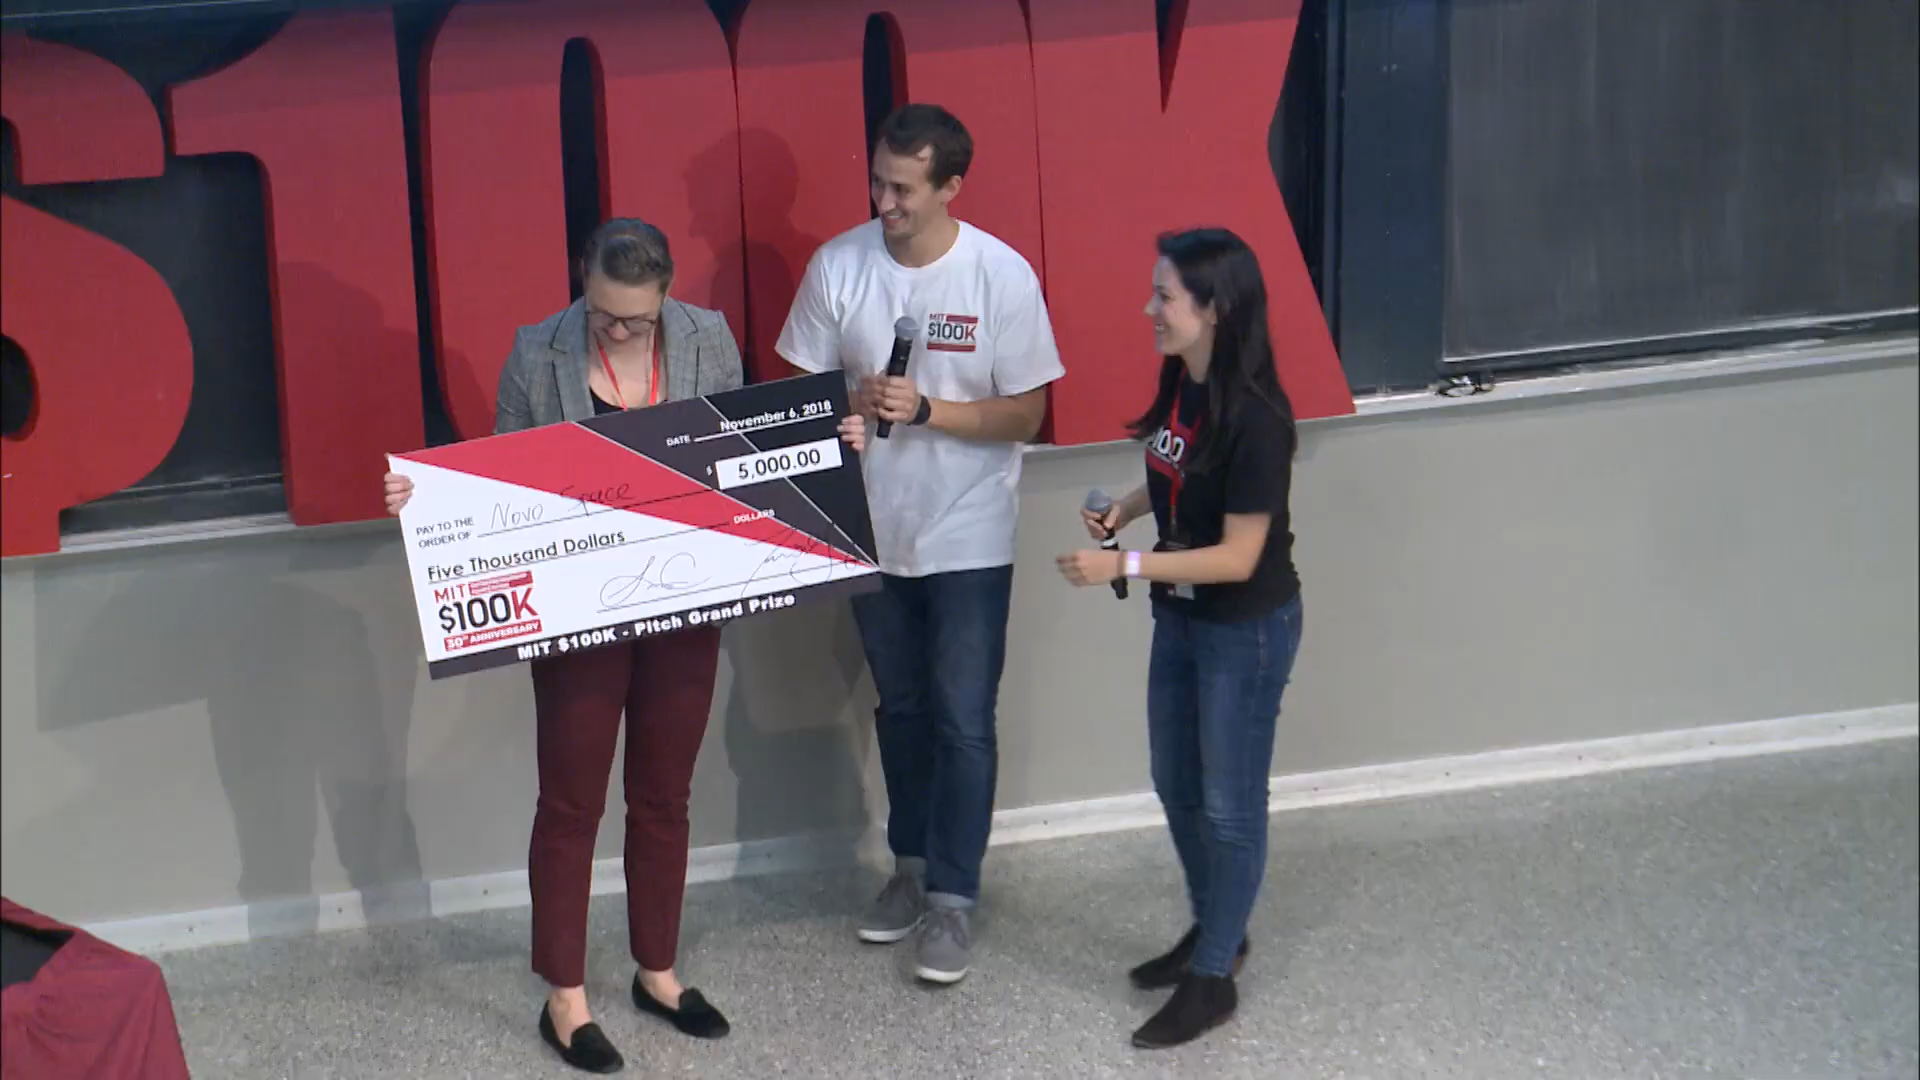 $100K
MIT
$100K
100
DATE November 6, 2018
$ 5,000.00
PAY TO THE
ORDER OF Novo Space
Five Thousand Dollars
DOLLARS
MIT
$100K
30th ANNIVERSARY
MIT $100K - Pitch Grand Prize